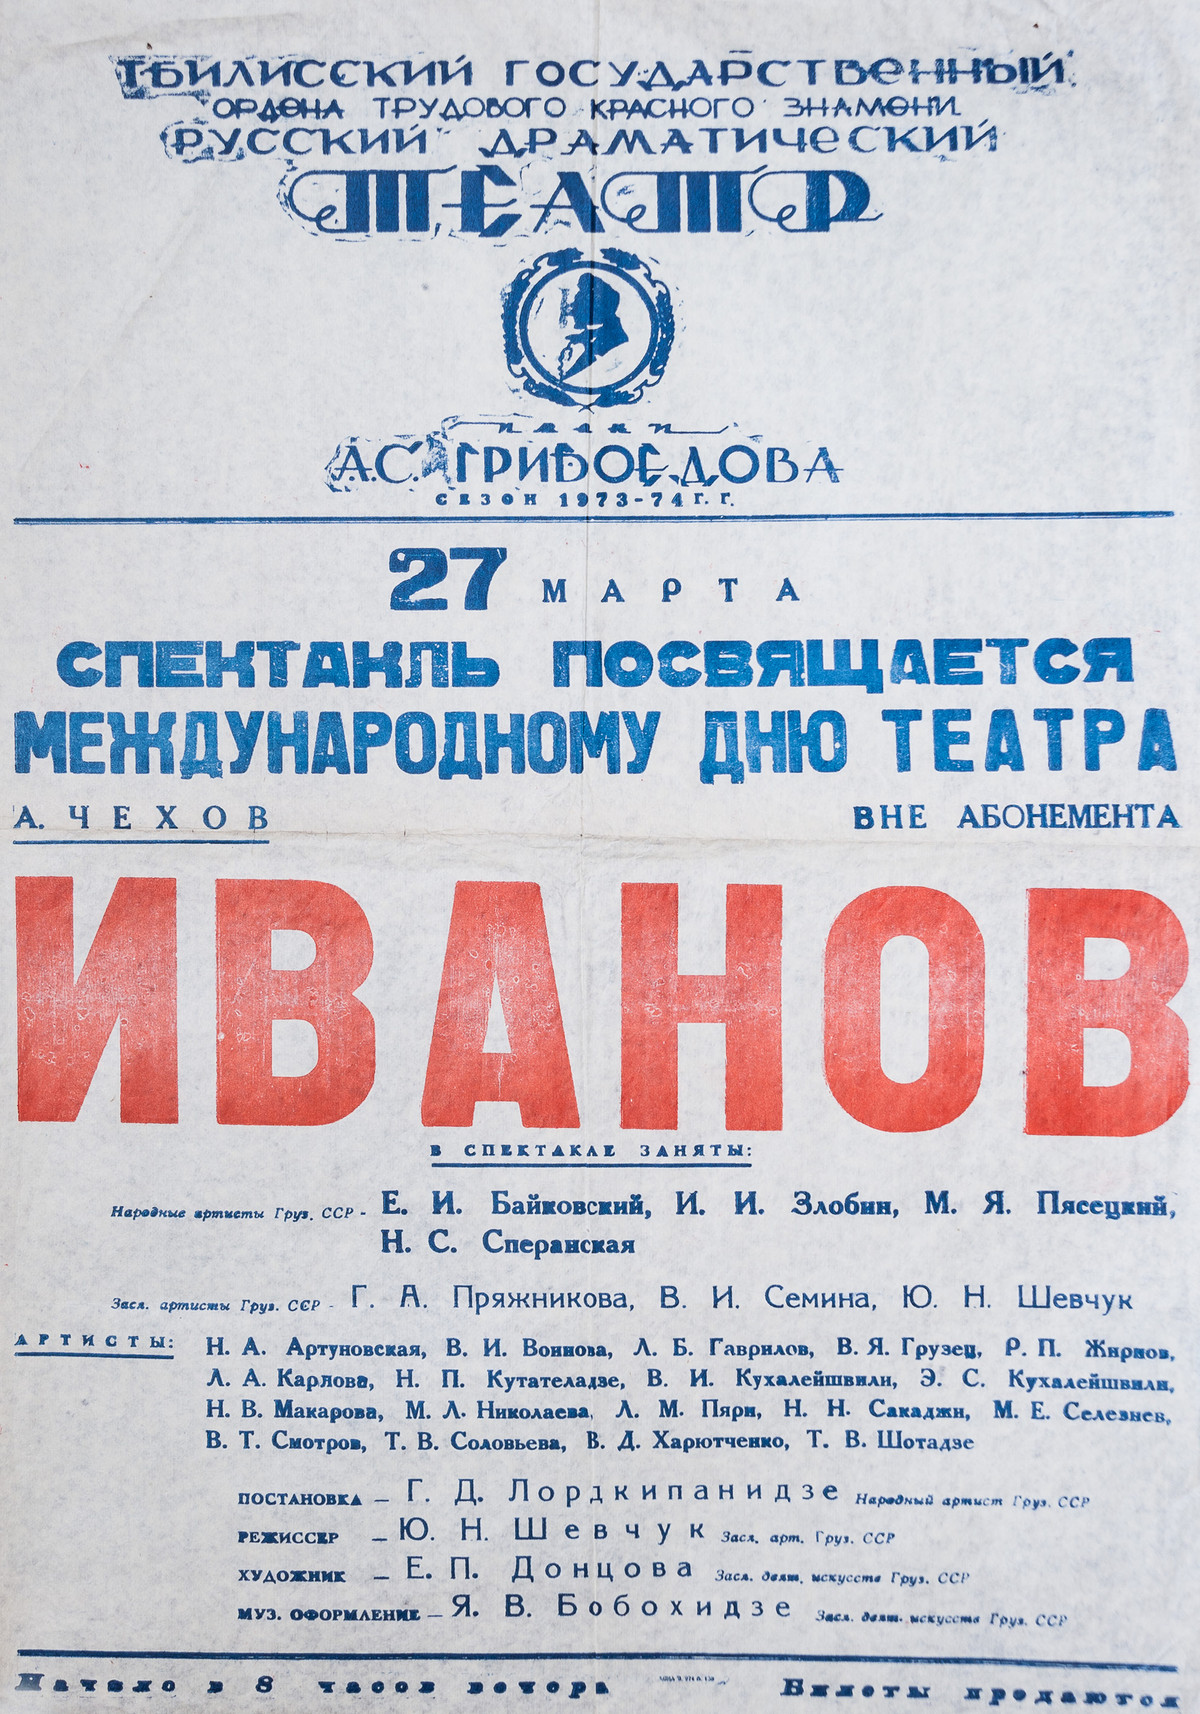 ТБИЛИССКИЙ ГОСУДАРСТВЕННЫЙ
ОРДЕНА ТРУДОВОГО КРАСНОГО ЗНАМЕНИ
РУССКИЙ ДРАМАТИЧЕСКИЙ
ТЕАТР
ИМЕНИ
А.С. ГРИБОЕДОВА
СЕЗОН 1973-74 Г. Г.
27 МАРТА
СПЕКТАКЛЬ ПОСВЯЩАЕТСЯ
МЕЖДУНАРОДНОМУ ДНЮ ТЕАТРА
А. ЧЕХОВ ВНЕ АБОНЕМЕНТА
ИВАНОВ
В СПЕКТАКЛЕ ЗАНЯТЫ:
Народные артисты Груз. ССР - Е. И. Байковский, И. И. Злобин, М. Я. Пясецкий,
Н. С. Сперанская
Засл. артисты Груз. ССР - Г. А. Пряжникова, В. И. Семина, Ю. Н. Шевчук
АРТИСТЫ: Н. А. Артуновская, В. И. Воинова, Л. Б. Гаврилов, В. Я. Грузец, Р. П. Жирнов,
Л. А. Карлова, Н. П. Кутателадзе, В. И. Кухалейшвили, Э. С. Кухалейшвили,
Н. В. Макарова, М. Л. Николаева, Л. М. Пярн, Н. Н. Сакаджи, М. Е. Селезнев,
В. Т. Смотров, Т. В. Соловьева, В. Д. Харютченко, Т. В. Шотадзе
ПОСТАНОВКА — Г. Д. Лордкипанидзе Народный артист Груз. ССР
РЕЖИССЕР — Ю. Н. Шевчук Засл. арт. Груз. ССР
ХУДОЖНИК — Е. П. Донцова Засл. деят. искусств Груз. ССР
МУЗ. ОФОРМЛЕНИЕ — Я. В. Бобохидзе Засл. деят. искусств Груз. ССР
Начало в 8 часов вечера Билеты продаются